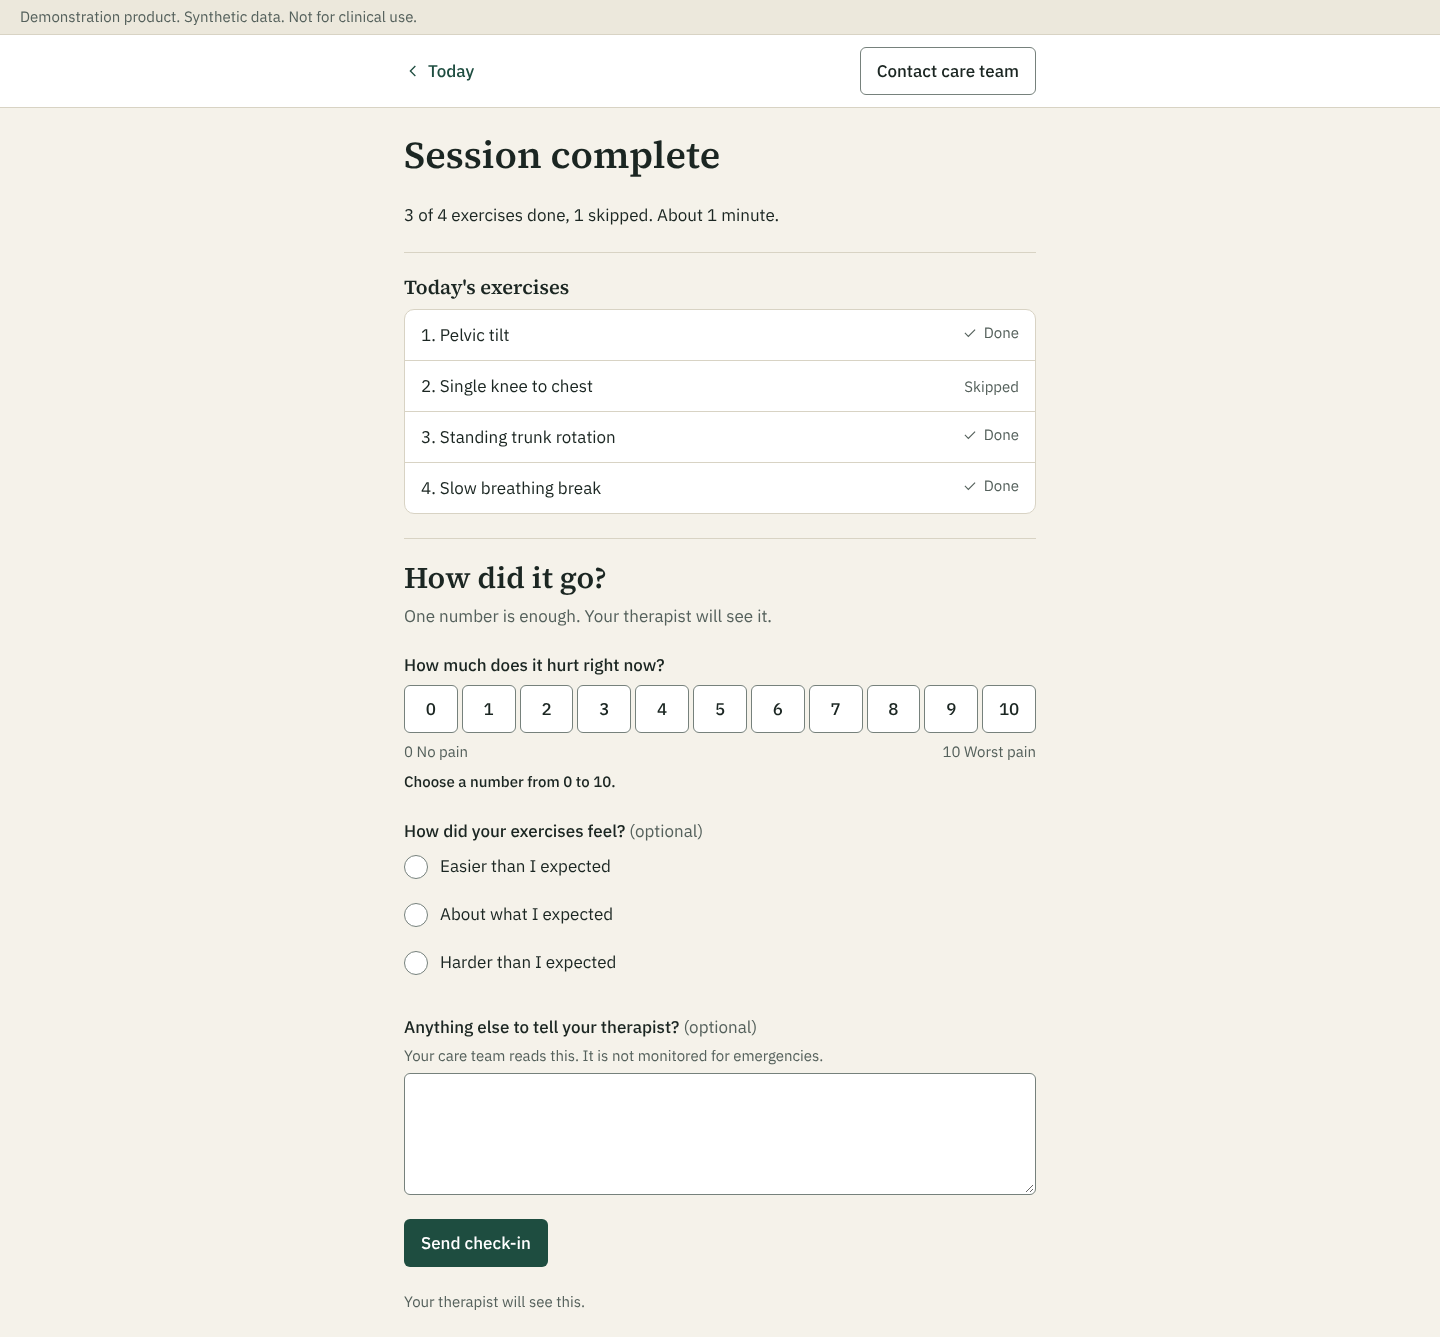 Demonstration product. Synthetic data. Not for clinical use.
Today
Contact care team
Session complete
3 of 4 exercises done, 1 skipped. About 1 minute.
Today's exercises
1. Pelvic tilt
Done
2. Single knee to chest
Skipped
3. Standing trunk rotation
Done
4. Slow breathing break
Done
How did it go?
One number is enough. Your therapist will see it.
How much does it hurt right now?
0 1 2 3 4 5 6 7 8 9 10
0 No pain
10 Worst pain
Choose a number from 0 to 10.
How did your exercises feel? (optional)
Easier than I expected
About what I expected
Harder than I expected
Anything else to tell your therapist? (optional)
Your care team reads this. It is not monitored for emergencies.
Send check-in
Your therapist will see this.